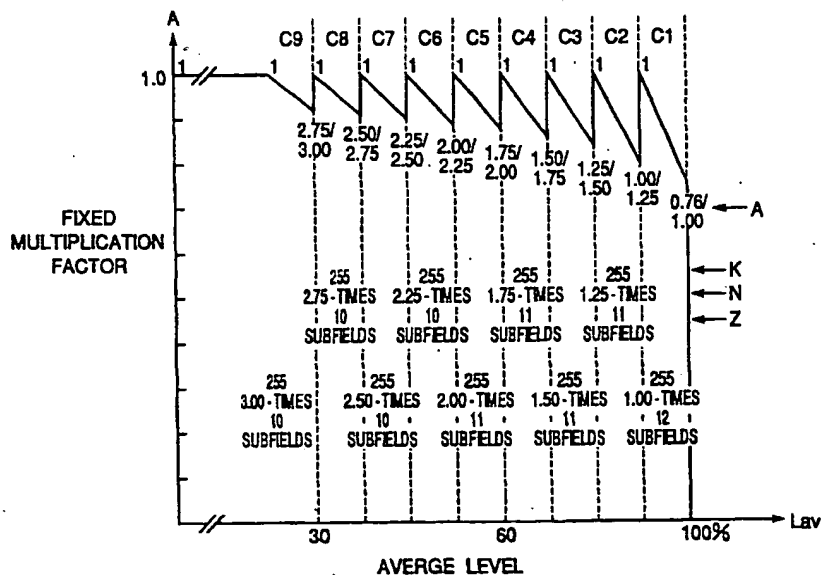 A
C9 C8 C7 C6 C5 C4 C3 C2 C1
1 1 1 1 1 1 1 1 1 1
1.0
2.75/ 2.50/ 2.25/ 2.00/ 1.75/ 1.50/ 1.25/ 1.00/ 0.76/
3.00 2.75 2.50 2.25 2.00 1.75 1.50 1.25 1.00
A
FIXED
MULTIPLICATION
FACTOR
K
N
Z
255 255 255 255
2.75-TIMES 2.25-TIMES 1.75-TIMES 1.25-TIMES
10 10 11 11
SUBFIELDS SUBFIELDS SUBFIELDS SUBFIELDS
255 255 255 255 255
3.00-TIMES 2.50-TIMES 2.00-TIMES 1.50-TIMES 1.00-TIMES
10 10 11 11 12
SUBFIELDS SUBFIELDS SUBFIELDS SUBFIELDS SUBFIELDS
30 60 100% Lav
AVERGE LEVEL